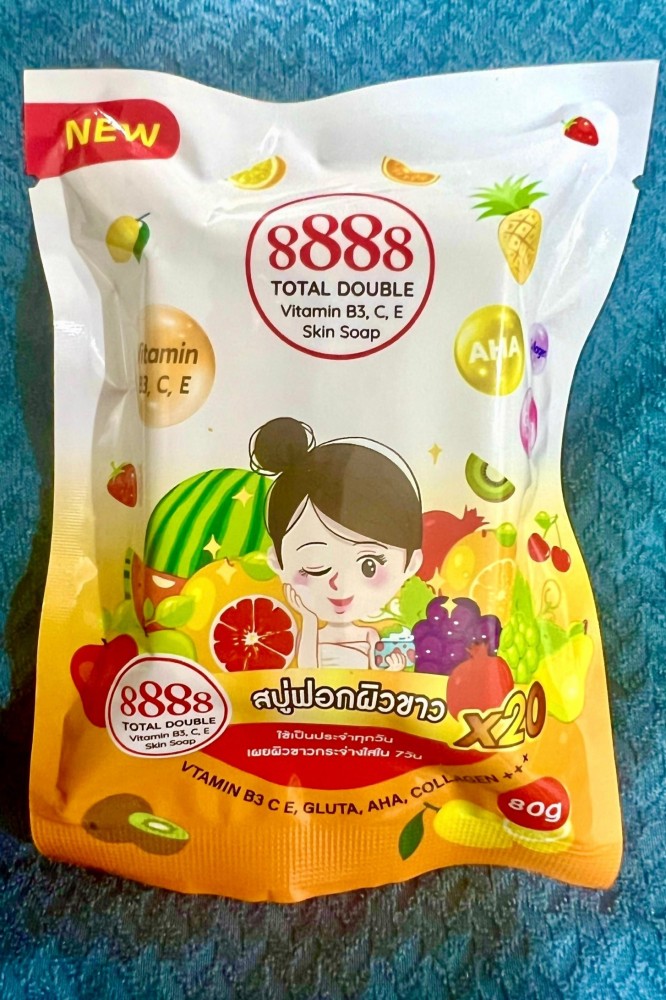 NEW
8888
TOTAL DOUBLE
Vitamin B3, C, E
Skin Soap
Vitamin
B3, C, E
AHA
8888
TOTAL DOUBLE
Vitamin B3, C, E
Skin Soap
สบู่ฟอกผิวขาว
X20
ใช้เป็นประจำทุกวัน
เผยผิวขาวกระจ่างใสใน 7วัน
VTAMIN B3 C E, GLUTA, AHA, COLLAGEN +++
80g